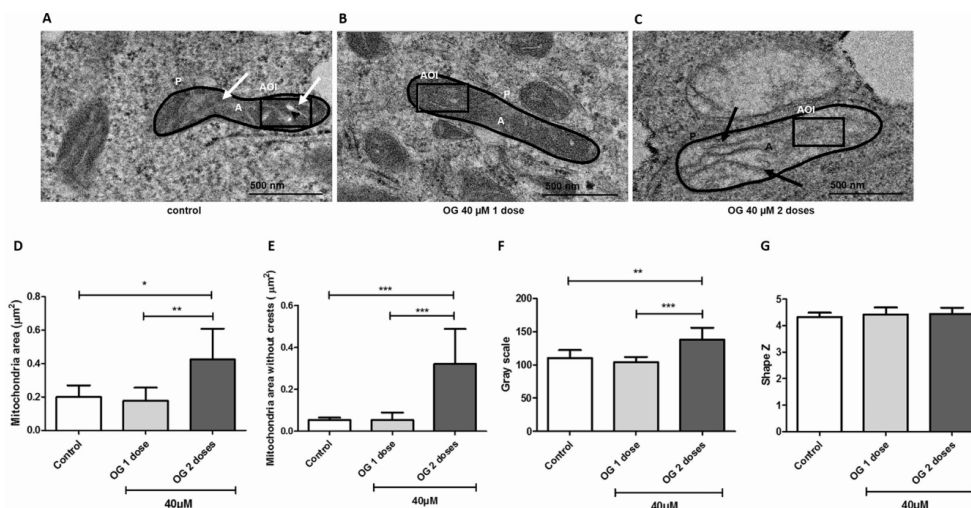 A
B
C
P
AOI
A
500 nm
AOI
P
A
500 nm
AOI
P
A
500 nm
control
OG 40 µM 1 dose
OG 40 µM 2 doses
D
E
F
G
Mitochondria area (µm²)
0.8
0.6
0.4
0.2
0.0
*
**
Control
OG 1 dose
OG 2 doses
40µM
Mitochondria area without crests ( µm²)
0.6
0.4
0.2
0.0
***
***
Control
OG 1 dose
OG 2 doses
40µM
Gray scale
200
150
100
50
0
**
***
Control
OG 1 dose
OG 2 doses
40µM
Shape Z
5
4
3
2
1
0
Control
OG 1 dose
OG 2 doses
40µM